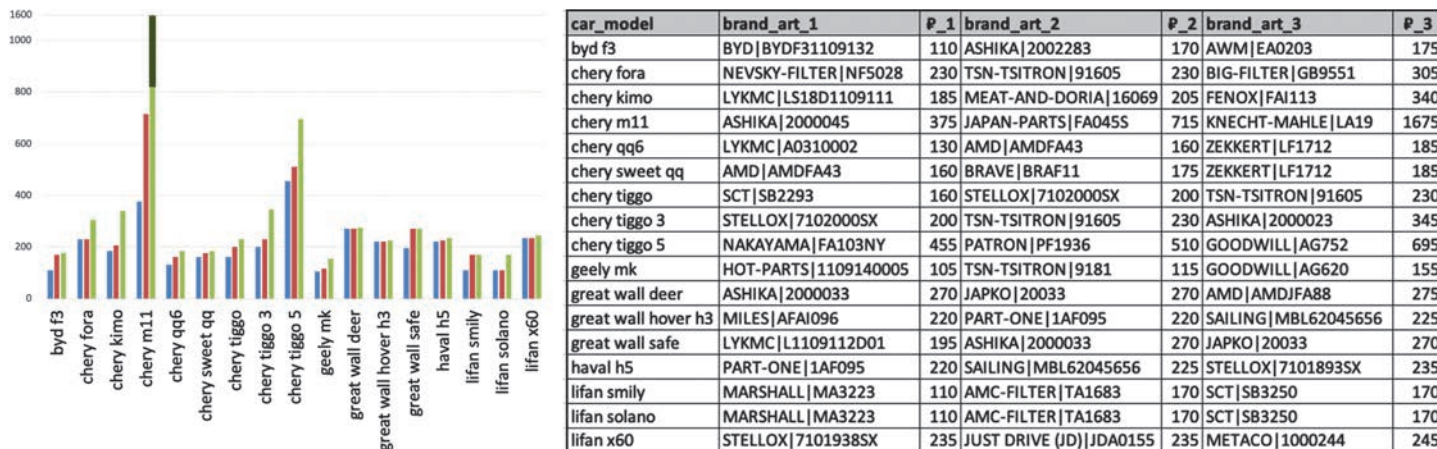 1600
1000
800
600
400
200
0
byd f3
chery fora
chery kimo
chery m11
chery qq6
chery sweet qq
chery tiggo
chery tiggo 3
chery tiggo 5
geely mk
great wall deer
great wall hover h3
great wall safe
haval h5
lifan smily
lifan solano
lifan x60
car_model brand_art_1 ₽_1 brand_art_2 ₽_2 brand_art_3 ₽_3
byd f3 BYD|BYDF31109132 110 ASHIKA|2002283 170 AWM|EA0203 175
chery fora NEVSKY-FILTER|NF5028 230 TSN-TSITRON|91605 230 BIG-FILTER|GB9551 305
chery kimo LYKMC|LS18D1109111 185 MEAT-AND-DORIA|16069 205 FENOX|FAI113 340
chery m11 ASHIKA|2000045 375 JAPAN-PARTS|FA045S 715 KNECHT-MAHLE|LA19 1675
chery qq6 LYKMC|A0310002 130 AMD|AMDFA43 160 ZEKKERT|LF1712 185
chery sweet qq AMD|AMDFA43 160 BRAVE|BRAF11 175 ZEKKERT|LF1712 185
chery tiggo SCT|SB2293 160 STELLOX|7102000SX 200 TSN-TSITRON|91605 230
chery tiggo 3 STELLOX|7102000SX 200 TSN-TSITRON|91605 230 ASHIKA|2000023 345
chery tiggo 5 NAKAYAMA|FA103NY 455 PATRON|PF1936 510 GOODWILL|AG752 695
geely mk HOT-PARTS|1109140005 105 TSN-TSITRON|9181 115 GOODWILL|AG620 155
great wall deer ASHIKA|2000033 270 JAPKO|20033 270 AMD|AMDJFA88 275
great wall hover h3 MILES|AFAI096 220 PART-ONE|1AF095 220 SAILING|MBL62045656 225
great wall safe LYKMC|L1109112D01 195 ASHIKA|2000033 270 JAPKO|20033 270
haval h5 PART-ONE|1AF095 220 SAILING|MBL62045656 225 STELLOX|7101893SX 235
lifan smily MARSHALL|MA3223 110 AMC-FILTER|TA1683 170 SCT|SB3250 170
lifan solano MARSHALL|MA3223 110 AMC-FILTER|TA1683 170 SCT|SB3250 170
lifan x60 STELLOX|7101938SX 235 JUST DRIVE (JD)|JDA0155 235 METACO|1000244 245